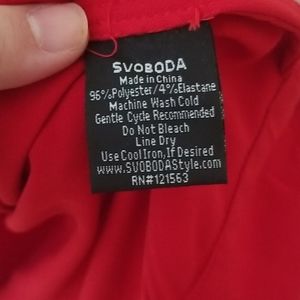 SVOBODA
Made in China
96%Polyester/4%Elastane
Machine Wash Cold
Gentle Cycle Recommended
Do Not Bleach
Line Dry
Use Cool Iron, If Desired
www.SVOBODAStyle.com
RN#121563